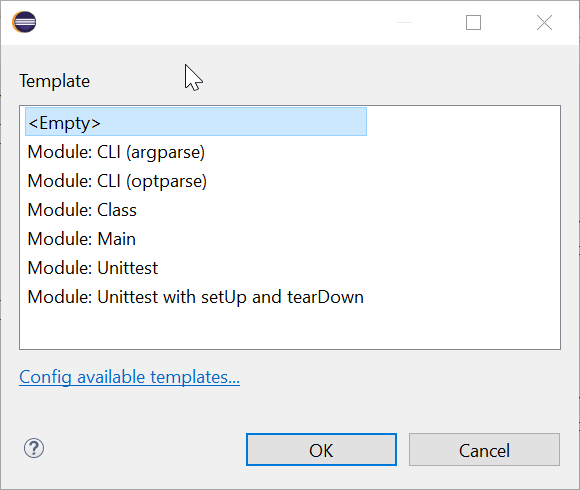 Template
<Empty>
Module: CLI (argparse)
Module: CLI (optparse)
Module: Class
Module: Main
Module: Unittest
Module: Unittest with setUp and tearDown
Config available templates...
?
OK
Cancel